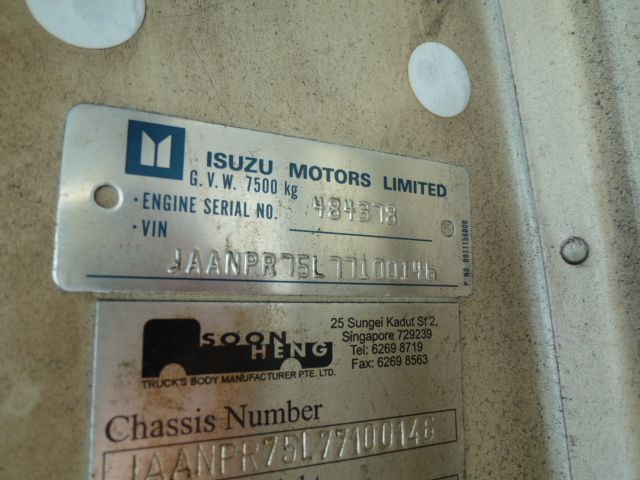 ISUZU MOTORS LIMITED
G.V.W. 7500 kg
· ENGINE SERIAL NO. 484378
· VIN
JAANPR75L77100146
SOON HENG
TRUCK'S BODY MANUFACTURER PTE. LTD.
25 Sungei Kadut St 2,
Singapore 729239
Tel: 6269 8719
Fax: 6269 8563
Chassis Number
JAANPR75L77100146